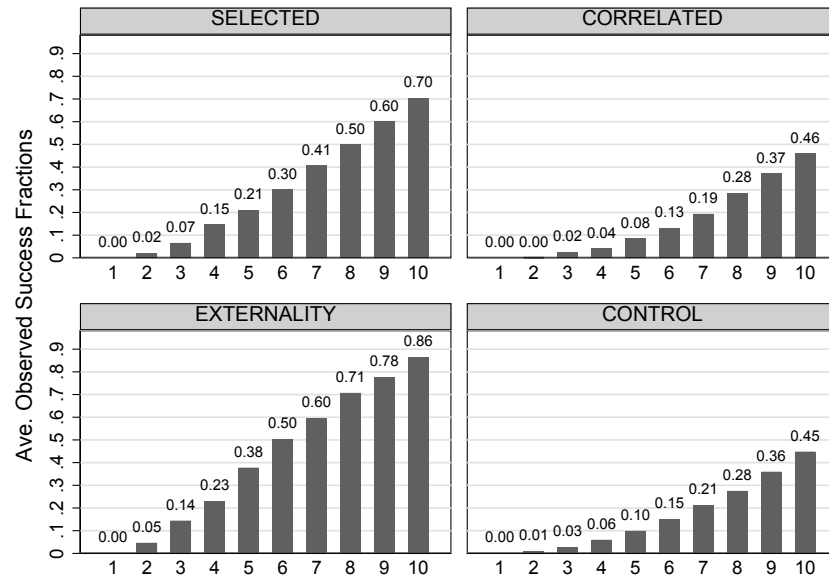 SELECTED
CORRELATED
Ave. Observed Success Fractions
0 .1 .2 .3 .4 .5 .6 .7 .8 .9
0.00 0.02 0.07 0.15 0.21 0.30 0.41 0.50 0.60 0.70
1 2 3 4 5 6 7 8 9 10
0.00 0.00 0.02 0.04 0.08 0.13 0.19 0.28 0.37 0.46
1 2 3 4 5 6 7 8 9 10
EXTERNALITY
CONTROL
0 .1 .2 .3 .4 .5 .6 .7 .8 .9
0.00 0.05 0.14 0.23 0.38 0.50 0.60 0.71 0.78 0.86
1 2 3 4 5 6 7 8 9 10
0.00 0.01 0.03 0.06 0.10 0.15 0.21 0.28 0.36 0.45
1 2 3 4 5 6 7 8 9 10